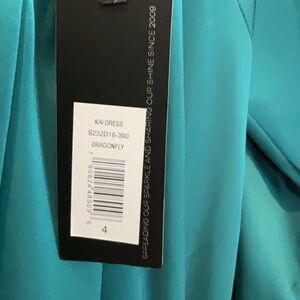 KAI DRESS
S232D16-390
DRAGONFLY
4
SPREADING OUR SPARKLE AND SHARING OUR SHINE SINCE 2009.